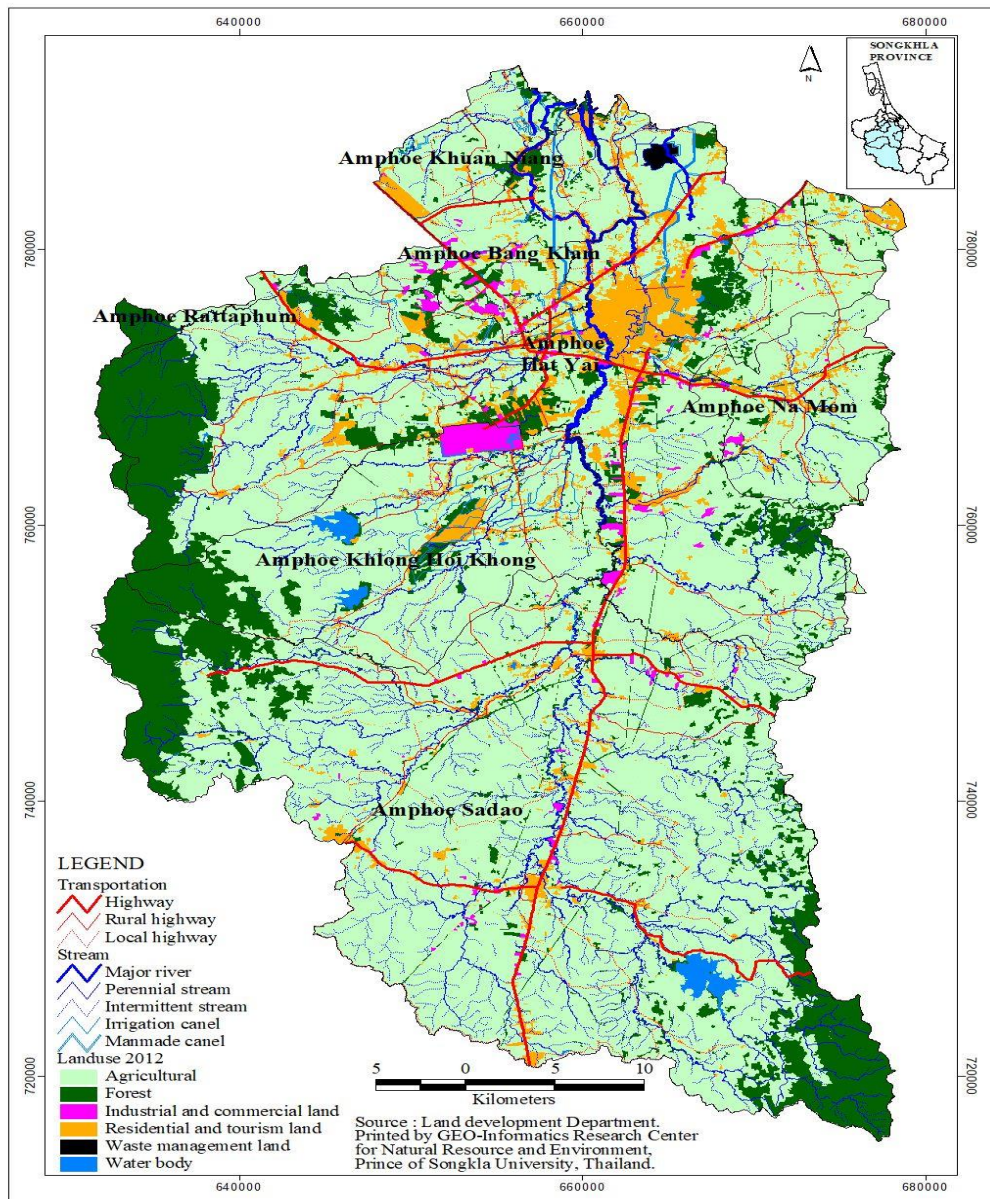 640000 660000 680000
SONGKHLA
PROVINCE
N
Amphoe Khuan Niang
780000 780000
Amphoe Bang Klam
Amphoe Rattaphum
Amphoe
Hat Yai
Amphoe Na Mom
760000 760000
Amphoe Khlong Hoi Khong
740000 740000
Amphoe Sadao
LEGEND
Transportation
Highway
Rural highway
Local highway
Stream
Major river
Perennial stream
Intermittent stream
Irrigation canel
Manmade canel
Landuse 2012
Agricultural
Forest
Industrial and commercial land
Residential and tourism land
Waste management land
Water body
720000 720000
5 0 5 10
Kilometers
Source : Land development Department.
Printed by GEO-Informatics Research Center
for Natural Resource and Environment,
Prince of Songkla University, Thailand.
640000 660000 680000